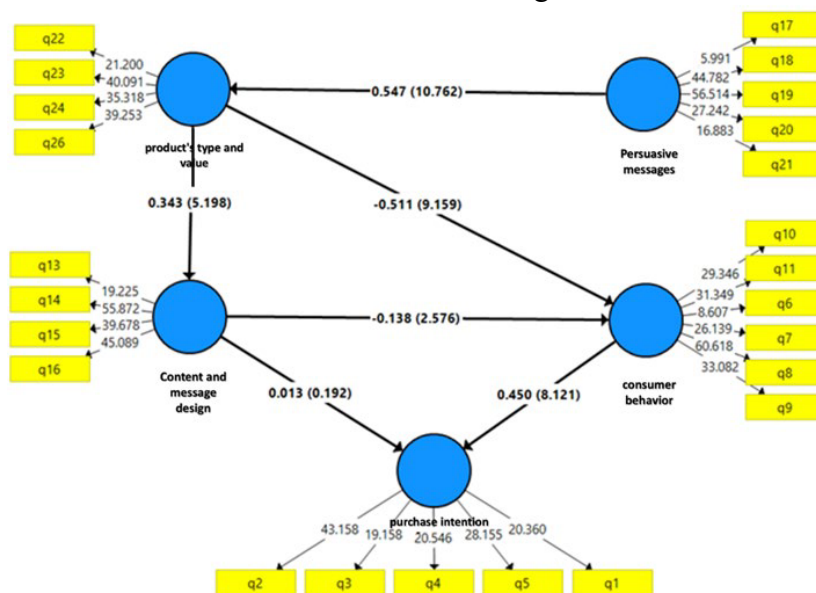 q22
q23
q24
q26
21.200
40.091
35.318
39.253
product's type and
value
0.547 (10.762)
q17
q18
q19
q20
q21
5.991
44.782
56.514
27.242
16.883
Persuasive
messages
0.343 (5.198)
-0.511 (9.159)
q13
q14
q15
q16
19.225
55.872
39.678
45.089
Content and
message
design
-0.138 (2.576)
q10
q11
q6
q7
q8
q9
29.346
31.349
8.607
26.139
60.618
33.082
consumer
behavior
0.013 (0.192)
0.450 (8.121)
purchase intention
43.158
19.158
20.546
28.155
20.360
q2
q3
q4
q5
q1